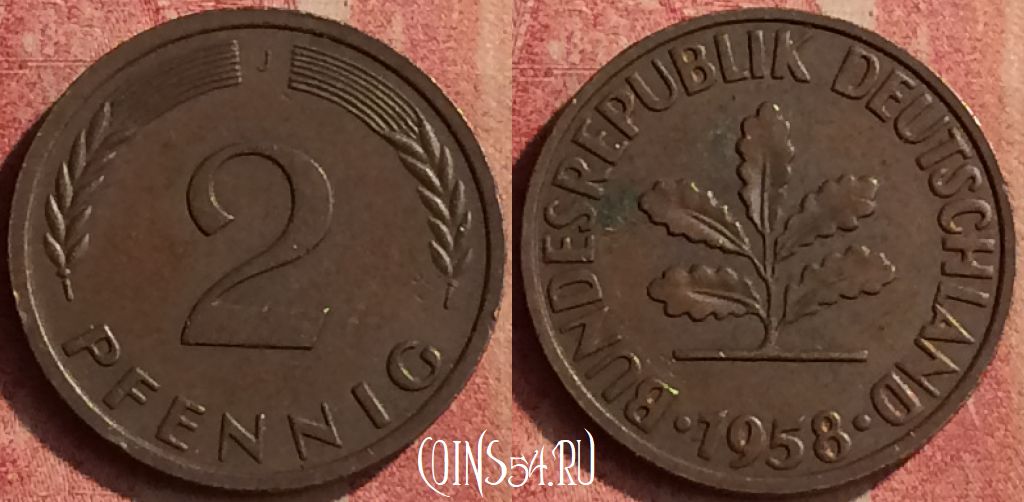 J
2
PFENNIG
BUNDESREPUBLIK DEUTSCHLAND
· 1958 ·
COINS54.RU